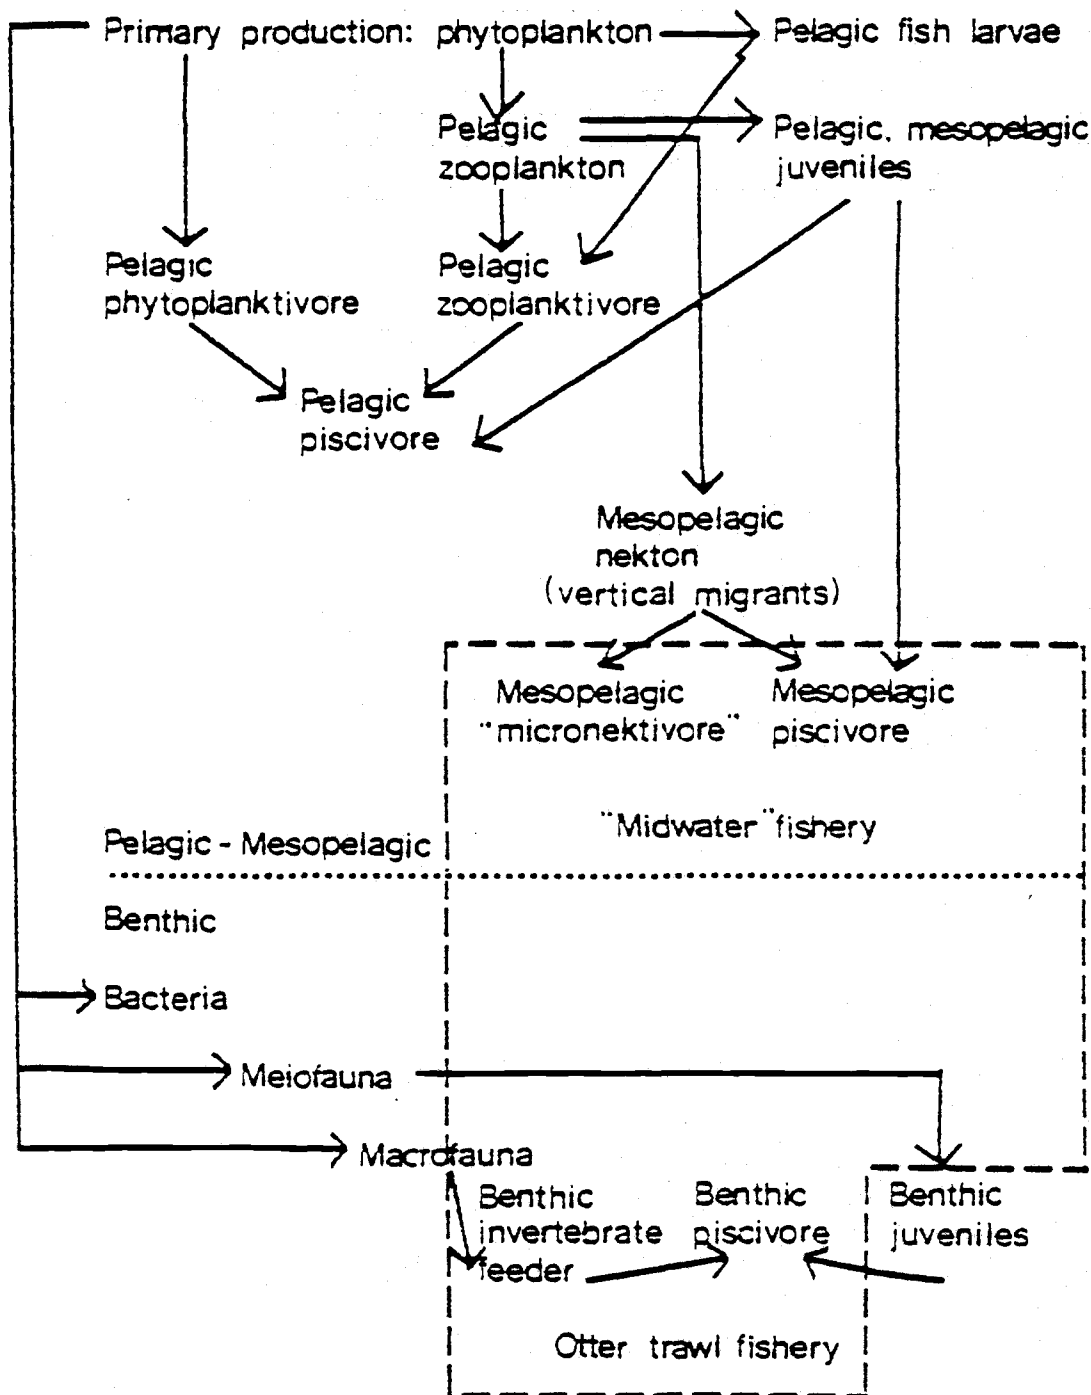 Primary production: phytoplankton
Pelagic fish larvae
Pelagic
zooplankton
Pelagic, mesopelagic
juveniles
Pelagic
phytoplanktivore
Pelagic
zooplanktivore
Pelagic
piscivore
Mesopelagic
nekton
(vertical migrants)
Mesopelagic
"micronektivore"
Mesopelagic
piscivore
"Midwater" fishery
Pelagic - Mesopelagic
Benthic
Bacteria
Meiofauna
Macrofauna
Benthic
invertebrate
feeder
Benthic
piscivore
Benthic
juveniles
Otter trawl fishery